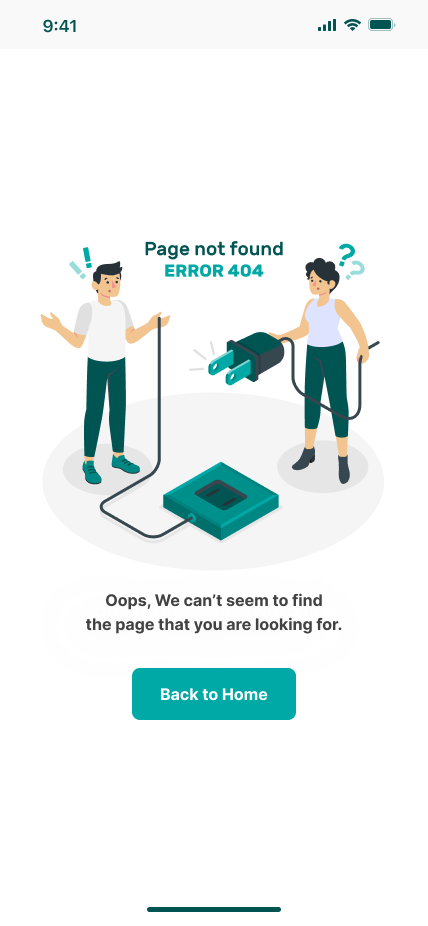 9:41
!!
??
Page not found
ERROR 404
Oops, We can’t seem to find
the page that you are looking for.
Back to Home